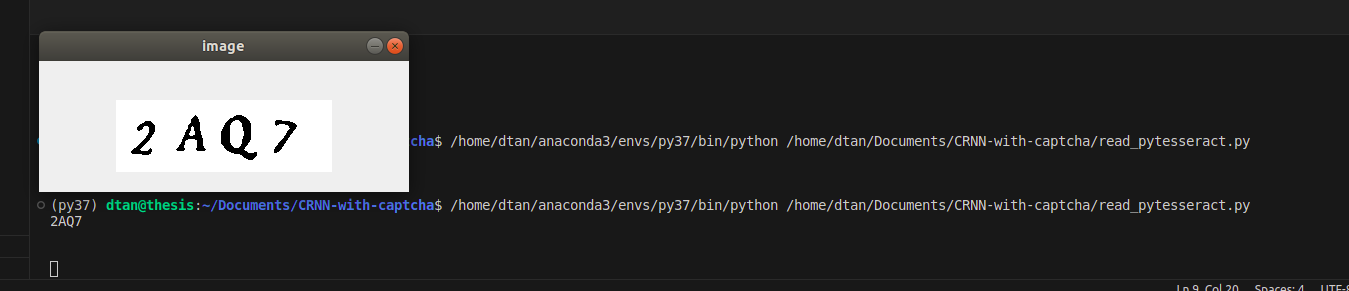 image
2 A Q 7
cha$ /home/dtan/anaconda3/envs/py37/bin/python /home/dtan/Documents/CRNN-with-captcha/read_pytesseract.py
(py37) dtan@thesis:~/Documents/CRNN-with-captcha$ /home/dtan/anaconda3/envs/py37/bin/python /home/dtan/Documents/CRNN-with-captcha/read_pytesseract.py
2AQ7
Ln 9, Col 20 Spaces: 4 UTF-8